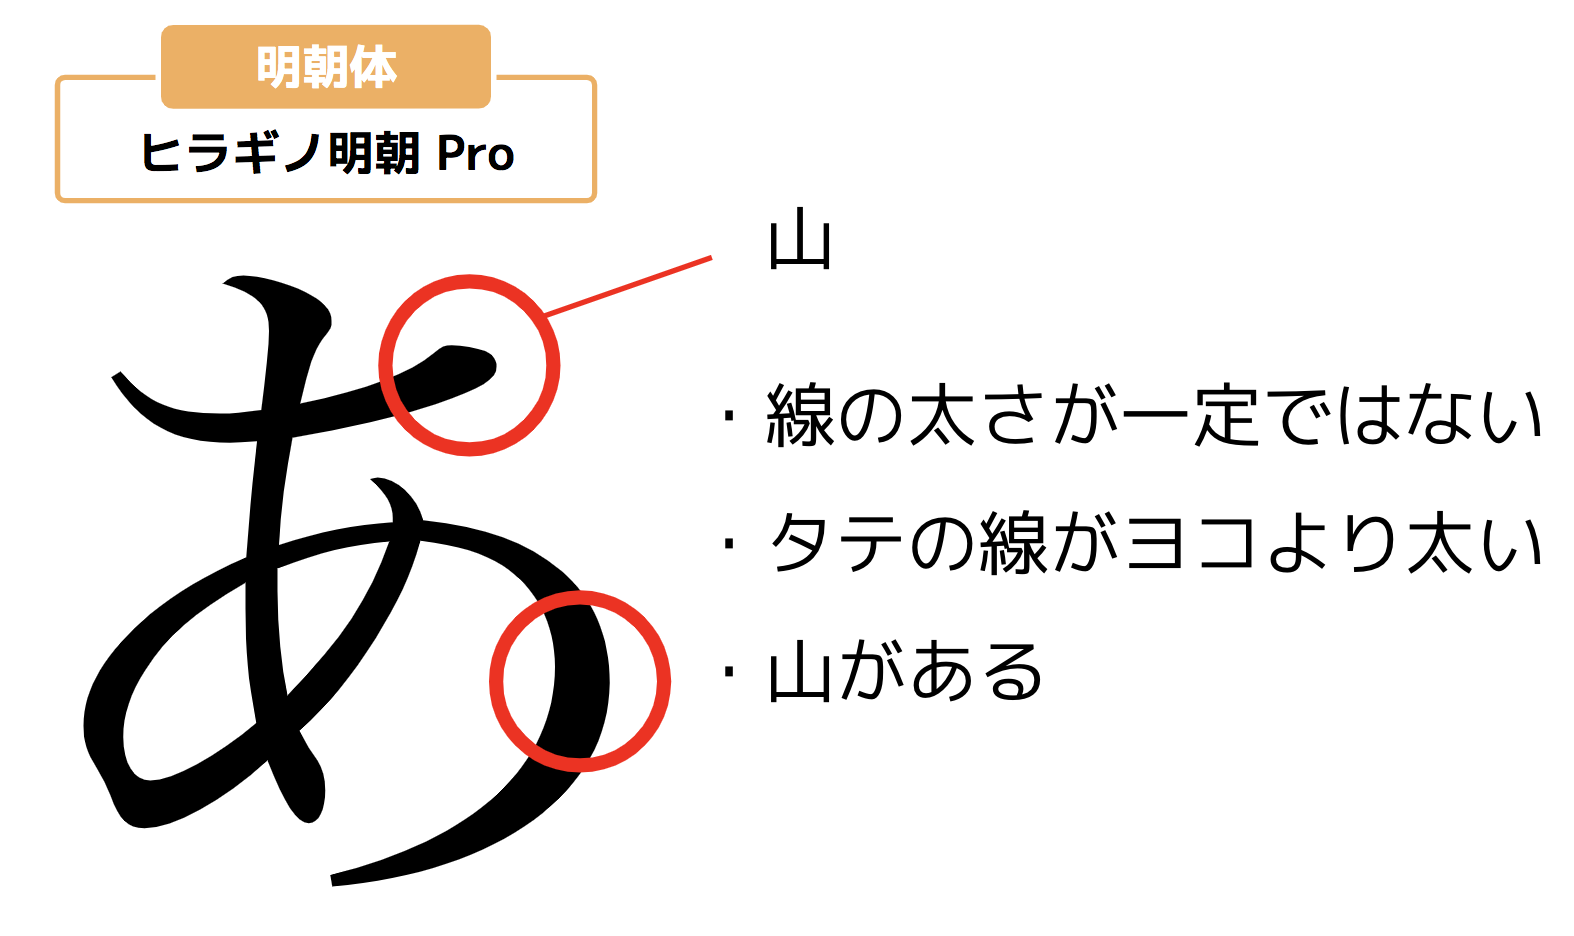 明朝体
ヒラギノ明朝 Pro
あ
山
・線の太さが一定ではない
・タテの線がヨコより太い
・山がある